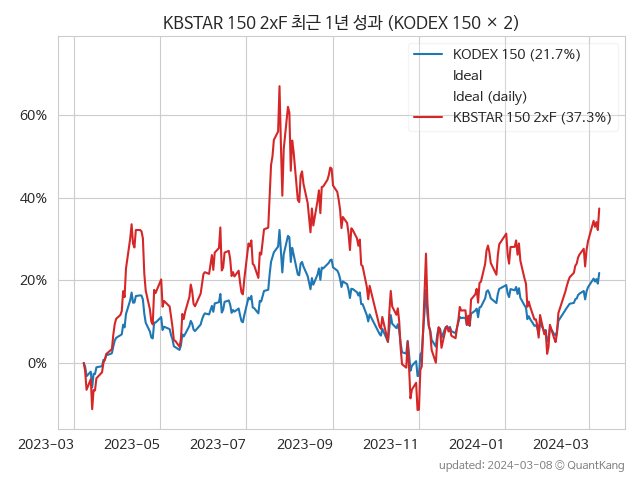 KBSTAR 150 2xF 최근 1년 성과 (KODEX 150 × 2)
KODEX 150 (21.7%)
Ideal
Ideal (daily)
KBSTAR 150 2xF (37.3%)
60%
40%
20%
0%
2023-03 2023-05 2023-07 2023-09 2023-11 2024-01 2024-03
updated: 2024-03-08 © QuantKang